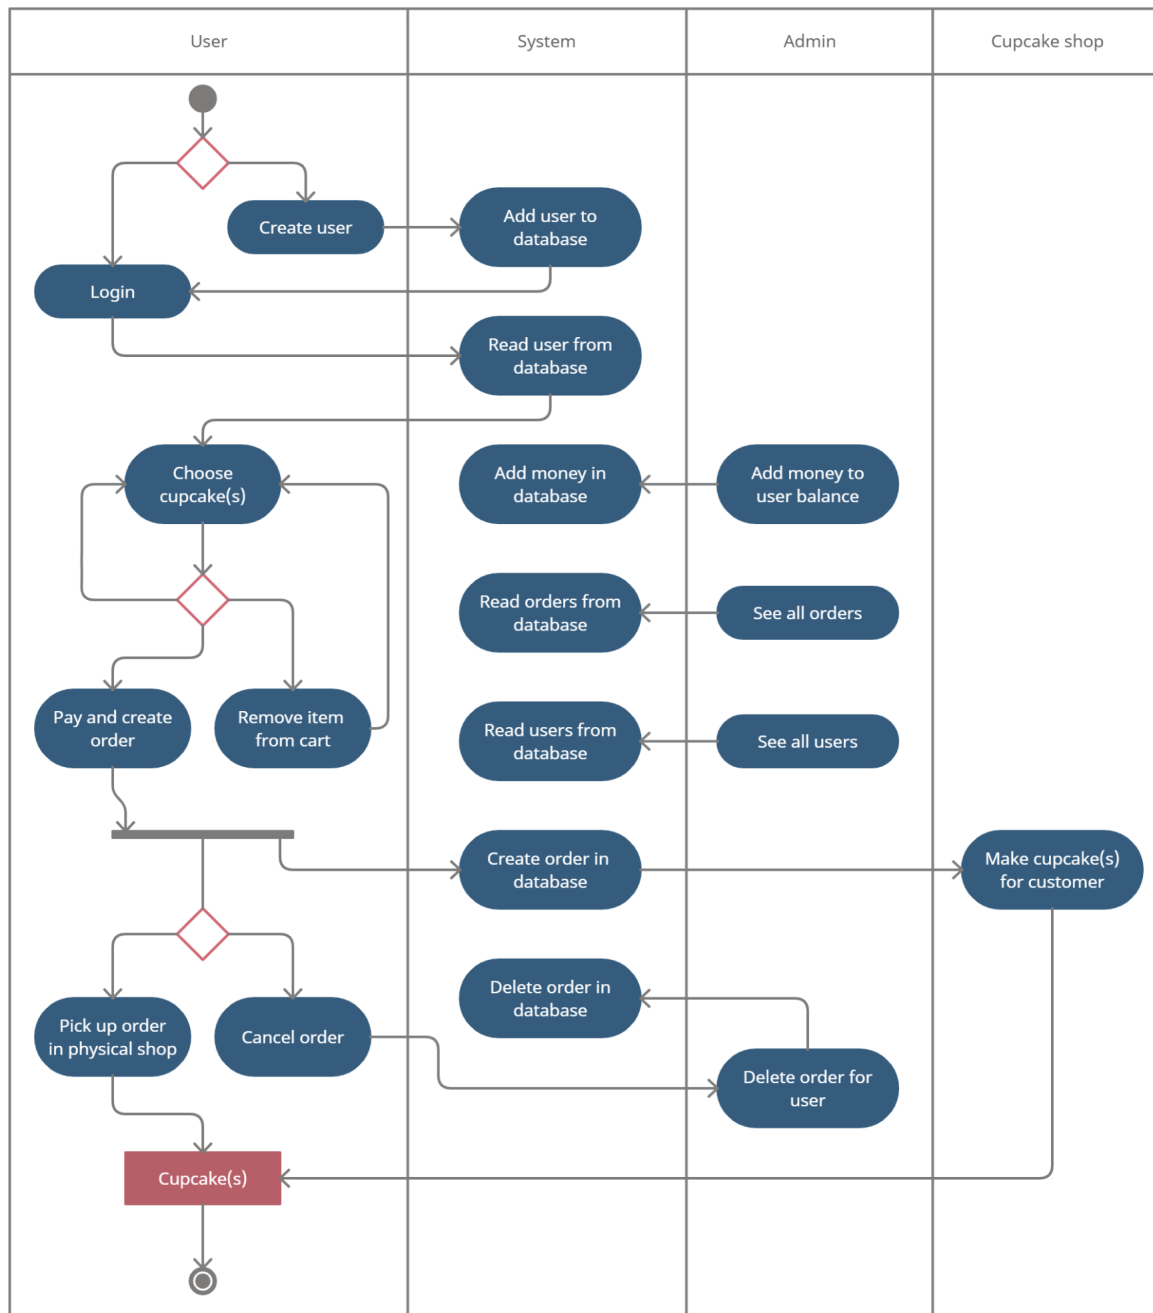 User
System
Admin
Cupcake shop
Create user
Add user to
database
Login
Read user from
database
Choose
cupcake(s)
Add money in
database
Add money to
user balance
Read orders from
database
See all orders
Pay and create
order
Remove item
from cart
Read users from
database
See all users
Create order in
database
Make cupcake(s)
for customer
Pick up order
in physical shop
Cancel order
Delete order in
database
Delete order for
user
Cupcake(s)